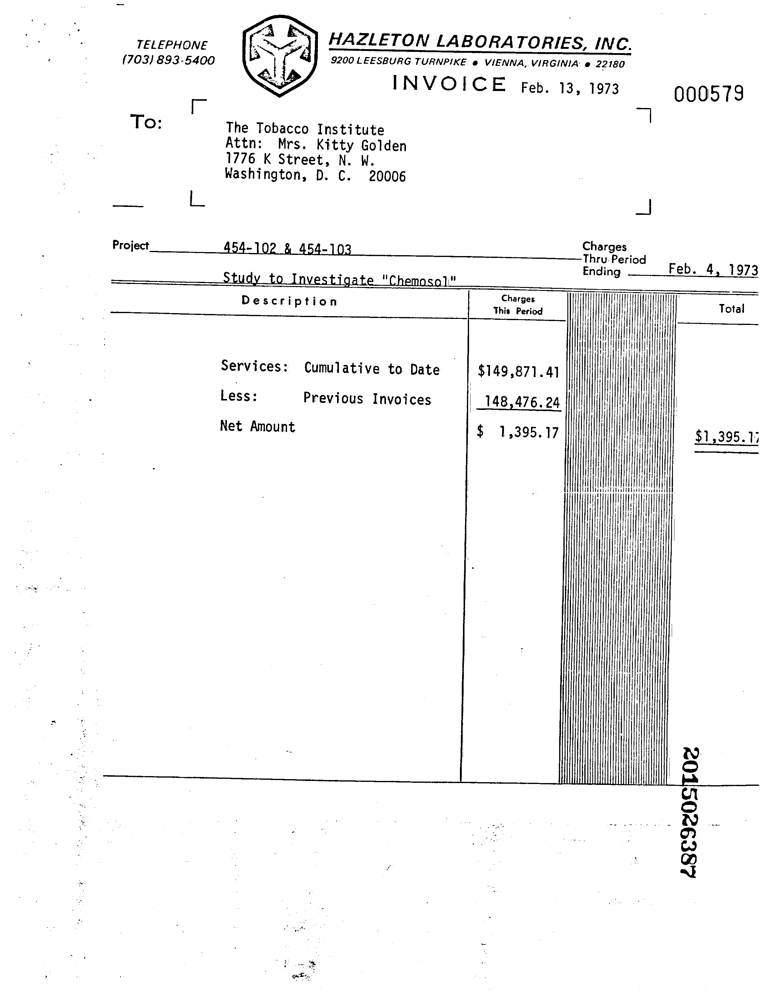 TELEPHONE
(703) 893-5400
HAZLETON LABORATORIES, INC.
9200 LEESBURG TURNPIKE • VIENNA, VIRGINIA • 22180
INVOICE Feb. 13, 1973
000579
To:
The Tobacco Institute
Attn: Mrs. Kitty Golden
1776 K Street, N. W.
Washington, D. C. 20006
Project 454-102 & 454-103
Charges
Thru Period
Ending Feb. 4, 1973
Study to Investigate "Chemosol"
Description
Charges
This Period
Total
Services: Cumulative to Date $149,871.41
Less: Previous Invoices 148,476.24
Net Amount $ 1,395.17 $1,395.17
2015026387